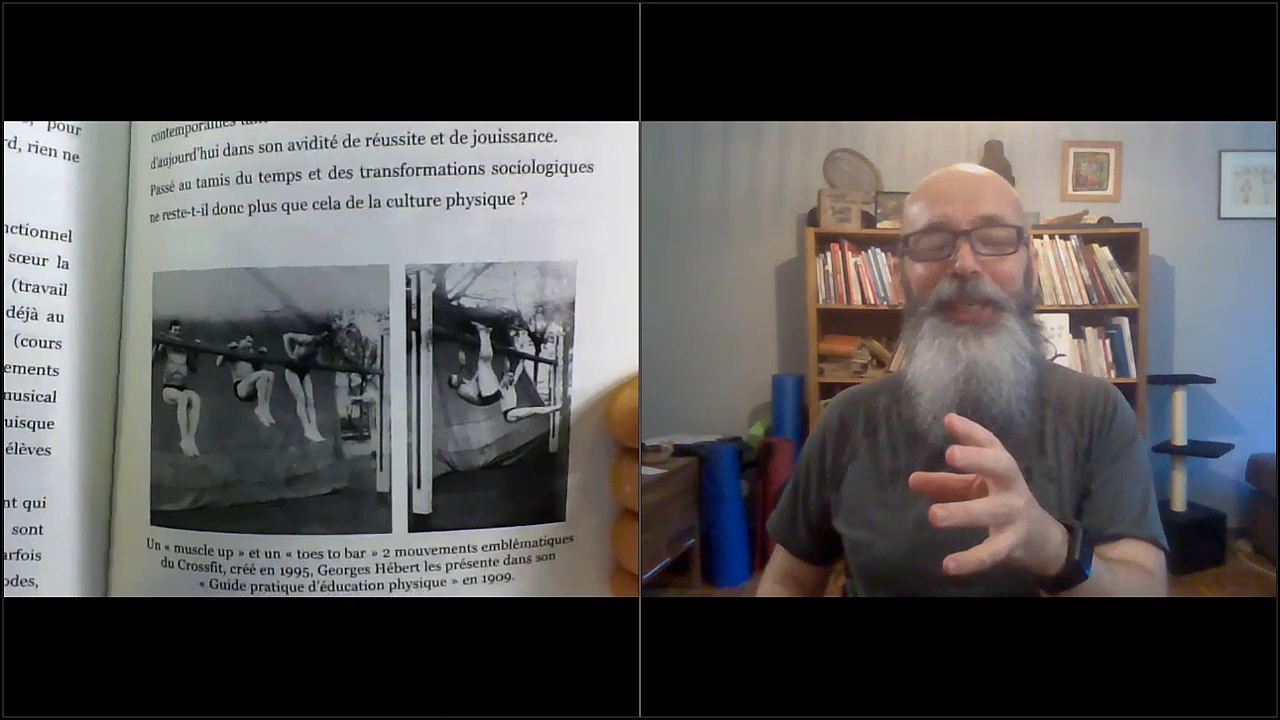 pour
rd, rien ne
nctionnel
sœur la
(travail
déjà au
(cours
ements
musical
uisque
élèves
nt qui
sont
arfois
odes,
contemporaines
d'aujourd'hui dans son avidité de réussite et de jouissance.
Passé au tamis du temps et des transformations sociologiques
ne reste-t-il donc plus que cela de la culture physique ?
Un « muscle up » et un « toes to bar » 2 mouvements emblématiques
du Crossfit, créé en 1995, Georges Hébert les présente dans son
« Guide pratique d'éducation physique » en 1909.